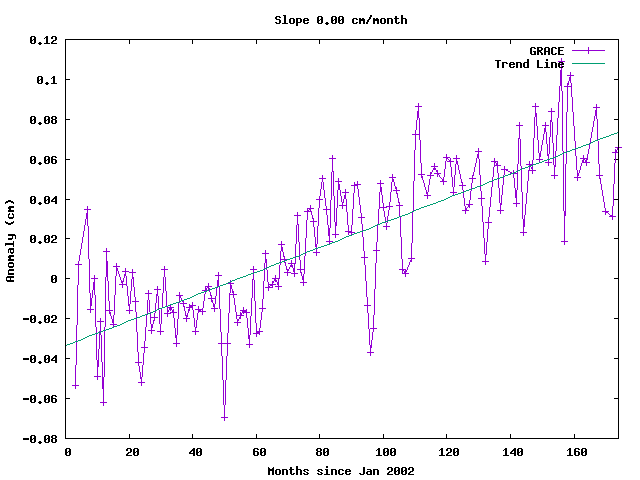 Slope 0.00 cm/month
GRACE
Trend Line
0.12
0.1
0.08
0.06
0.04
0.02
0
-0.02
-0.04
-0.06
-0.08
Anomaly (cm)
0 20 40 60 80 100 120 140 160
Months since Jan 2002